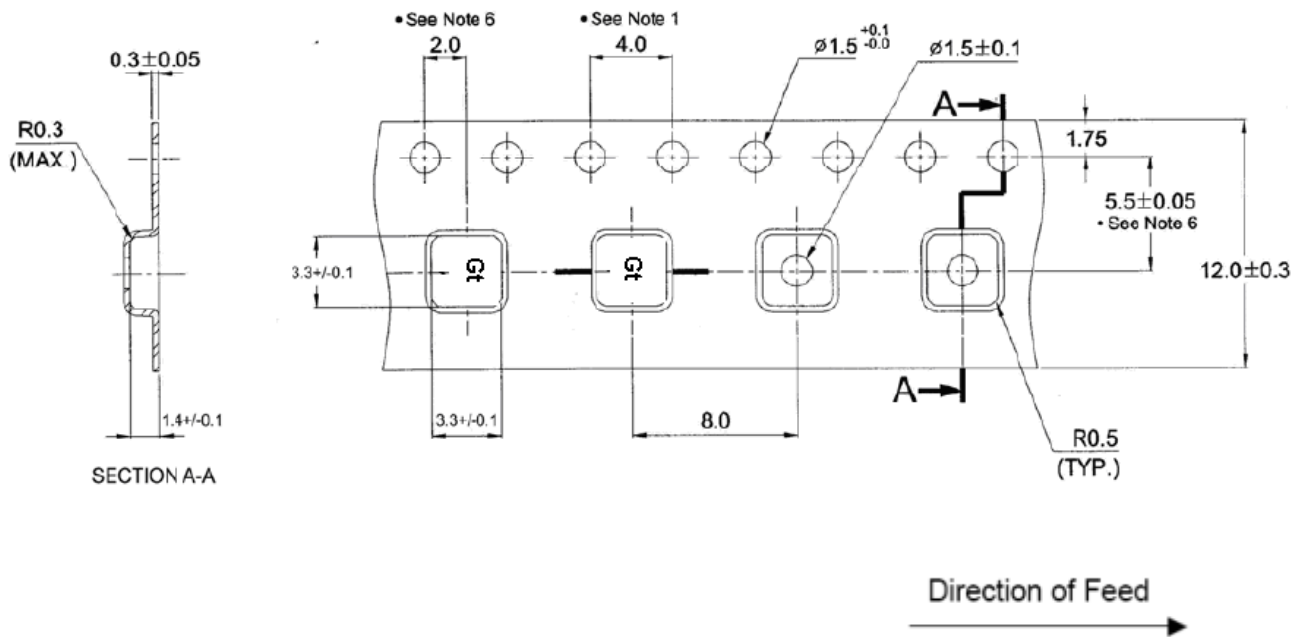 • See Note 6
2.0
• See Note 1
4.0
Ø1.5 +0.1 -0.0
Ø1.5±0.1
0.3±0.05
R0.3
(MAX.)
A
1.75
5.5±0.05
• See Note 6
12.0±0.3
3.3+/-0.1
Gt
Gt
A
1.4+/-0.1
3.3+/-0.1
8.0
R0.5
(TYP.)
SECTION A-A
Direction of Feed